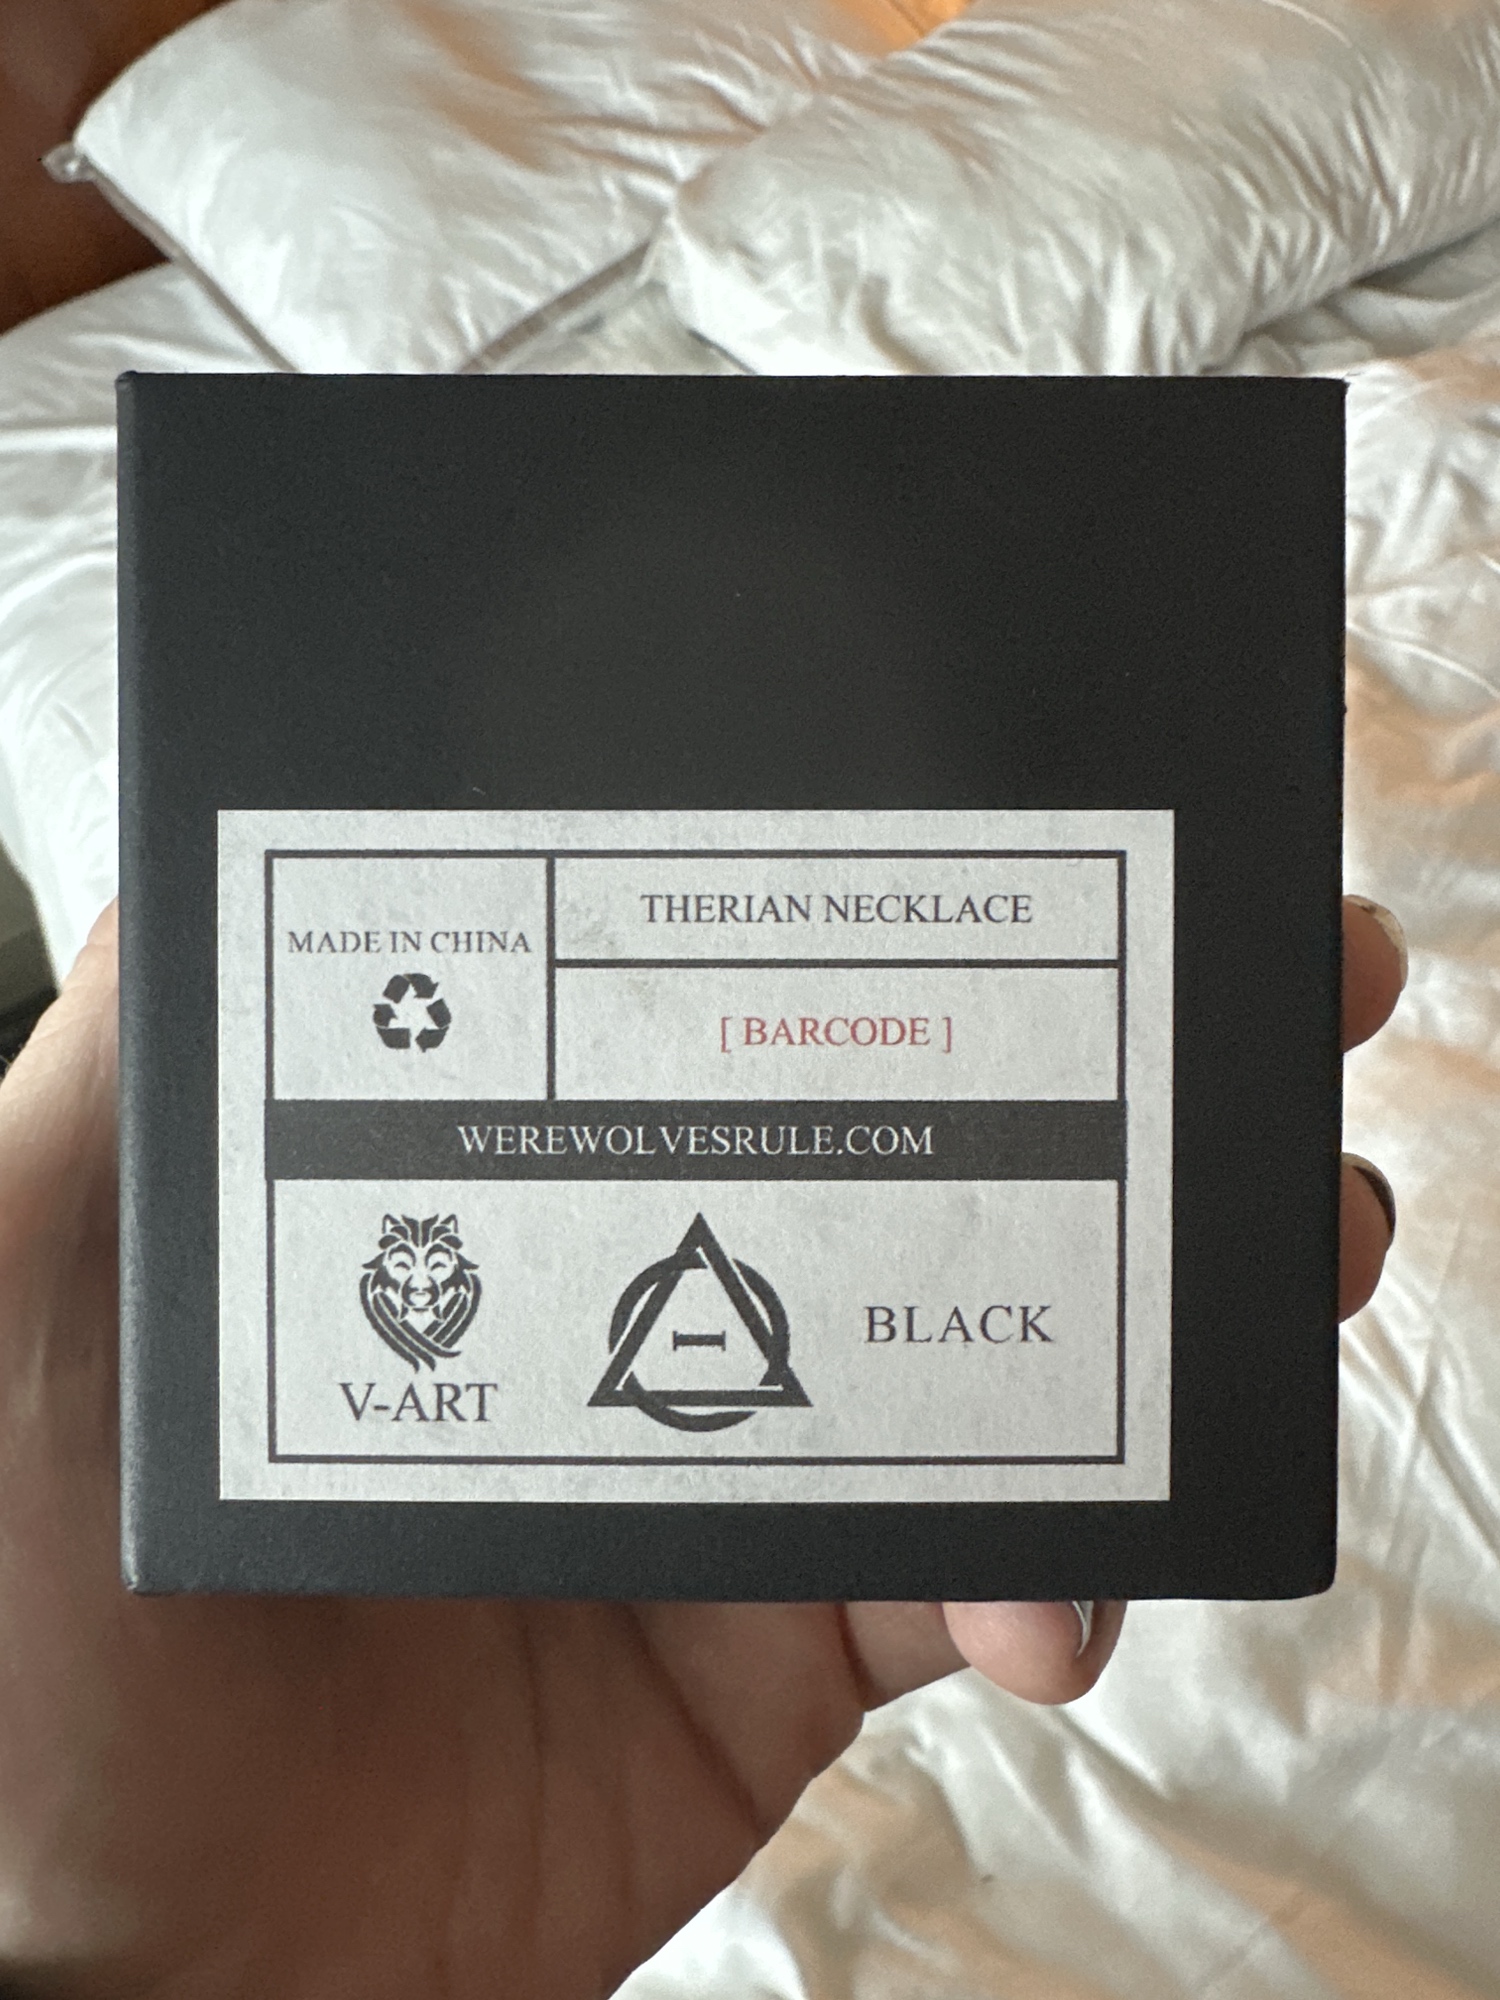 MADE IN CHINA
THERIAN NECKLACE
[ BARCODE ]
WEREWOLVESRULE.COM
V-ART
BLACK